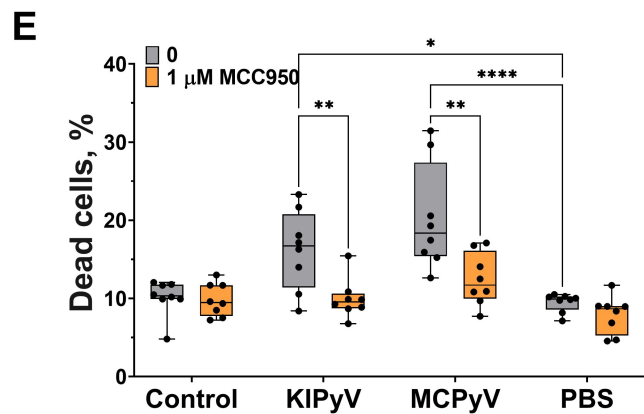 E
0
1 μM MCC950
*
****
**
**
Dead cells, %
40
30
20
10
0
Control KIPyV MCPyV PBS